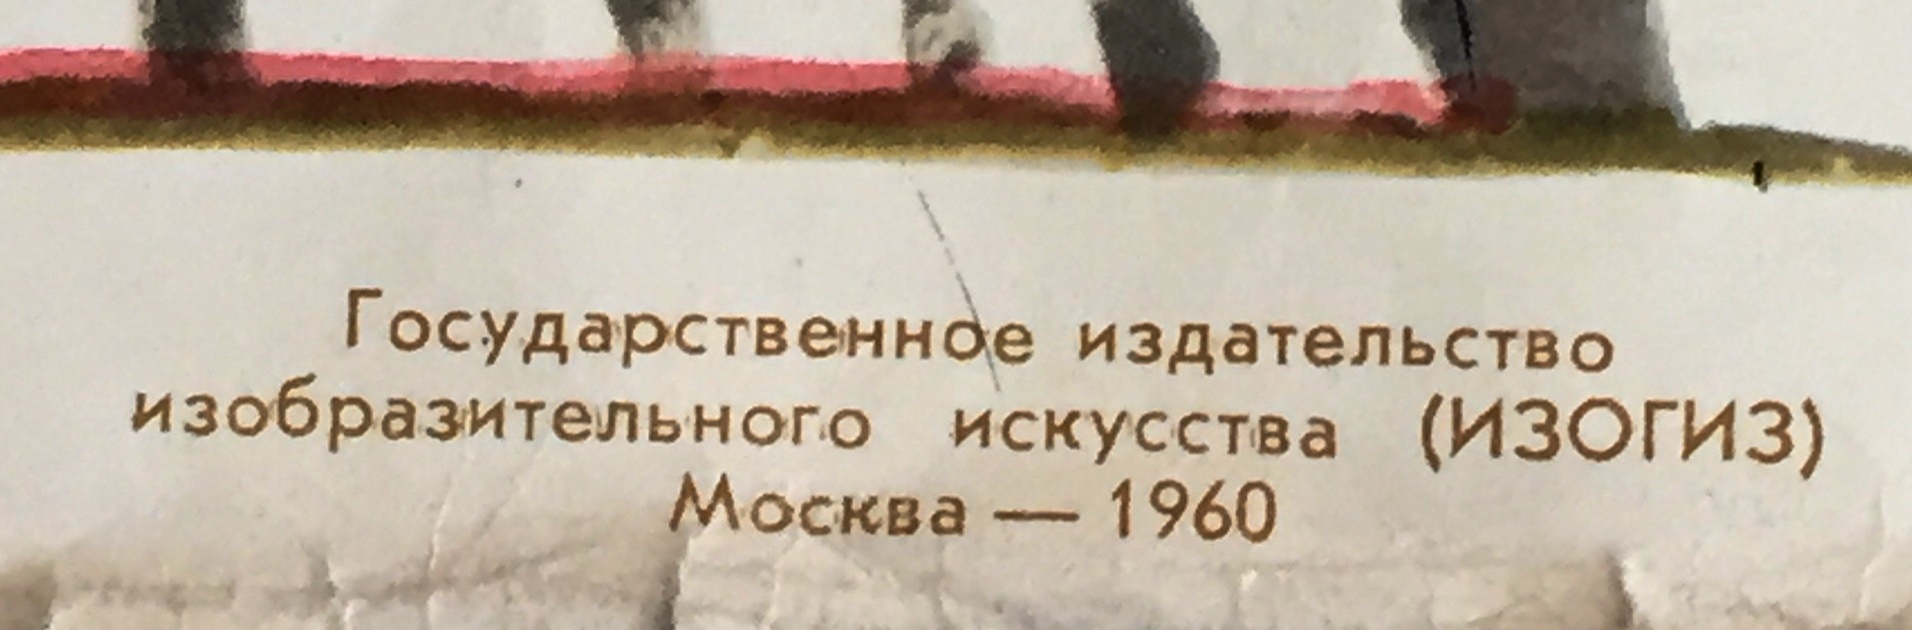 Государственное издательство
изобразительного искусства (ИЗОГИЗ)
Москва — 1960